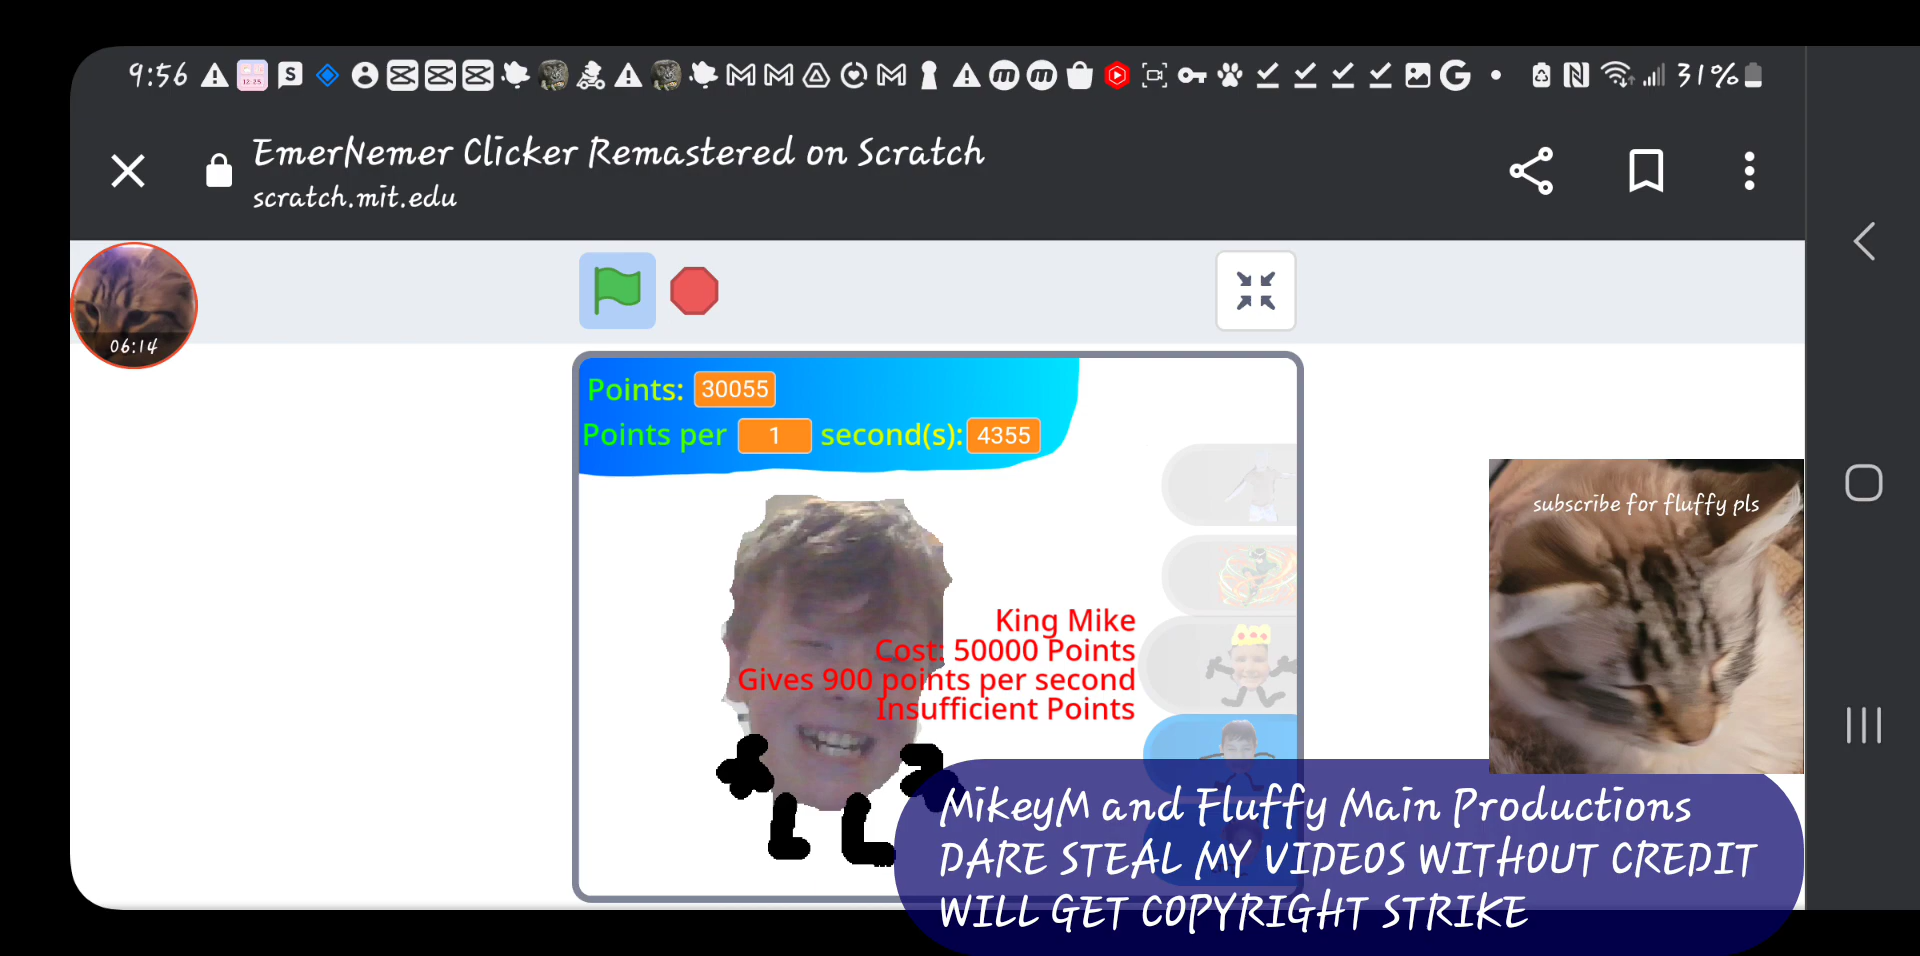 9:56
31%
EmerNemer Clicker Remastered on Scratch
scratch.mit.edu
06:14
Points: 30055
Points per 1 second(s): 4355
subscribe for fluffy pls
King Mike
Cost: 50000 Points
Gives 900 points per second
Insufficient Points
MikeyM and Fluffy Main Productions
DARE STEAL MY VIDEOS WITHOUT CREDIT
WILL GET COPYRIGHT STRIKE